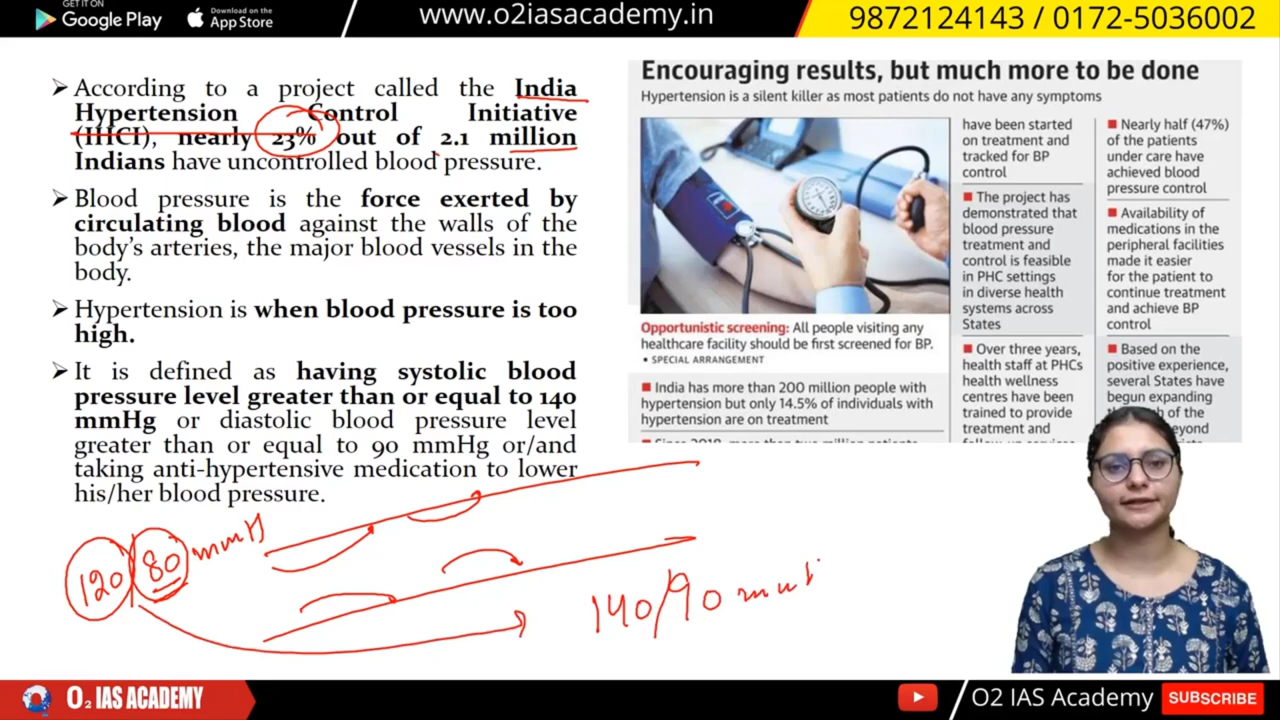 GET IT ON
Google Play
Download on the
App Store
www.o2iasacademy.in
9872124143 / 0172-5036002
➢ According to a project called the India
Hypertension Control Initiative
(IHCI), nearly 23% out of 2.1 million
Indians have uncontrolled blood pressure.
➢ Blood pressure is the force exerted by
circulating blood against the walls of the
body's arteries, the major blood vessels in the
body.
➢ Hypertension is when blood pressure is too
high.
➢ It is defined as having systolic blood
pressure level greater than or equal to 140
mmHg or diastolic blood pressure level
greater than or equal to 90 mmHg or/and
taking anti-hypertensive medication to lower
his/her blood pressure.
120/80 mmH
140/90 mm
Encouraging results, but much more to be done
Hypertension is a silent killer as most patients do not have any symptoms
Opportunistic screening: All people visiting any
healthcare facility should be first screened for BP.
• SPECIAL ARRANGEMENT
■ India has more than 200 million people with
hypertension but only 14.5% of individuals with
hypertension are on treatment
have been started
on treatment and
tracked for BP
control
■ The project has
demonstrated that
blood pressure
treatment and
control is feasible
in PHC settings
in diverse health
systems across
States
■ Over three years,
health staff at PHCs
health wellness
centres have been
trained to provide
treatment and
■ Nearly half (47%)
of the patients
under care have
achieved blood
pressure control
■ Availability of
medications in the
peripheral facilities
made it easier
for the patient to
continue treatment
and achieve BP
control
■ Based on the
positive experience,
several States have
begun expanding
of the
O2 IAS ACADEMY
O2 IAS Academy
SUBSCRIBE